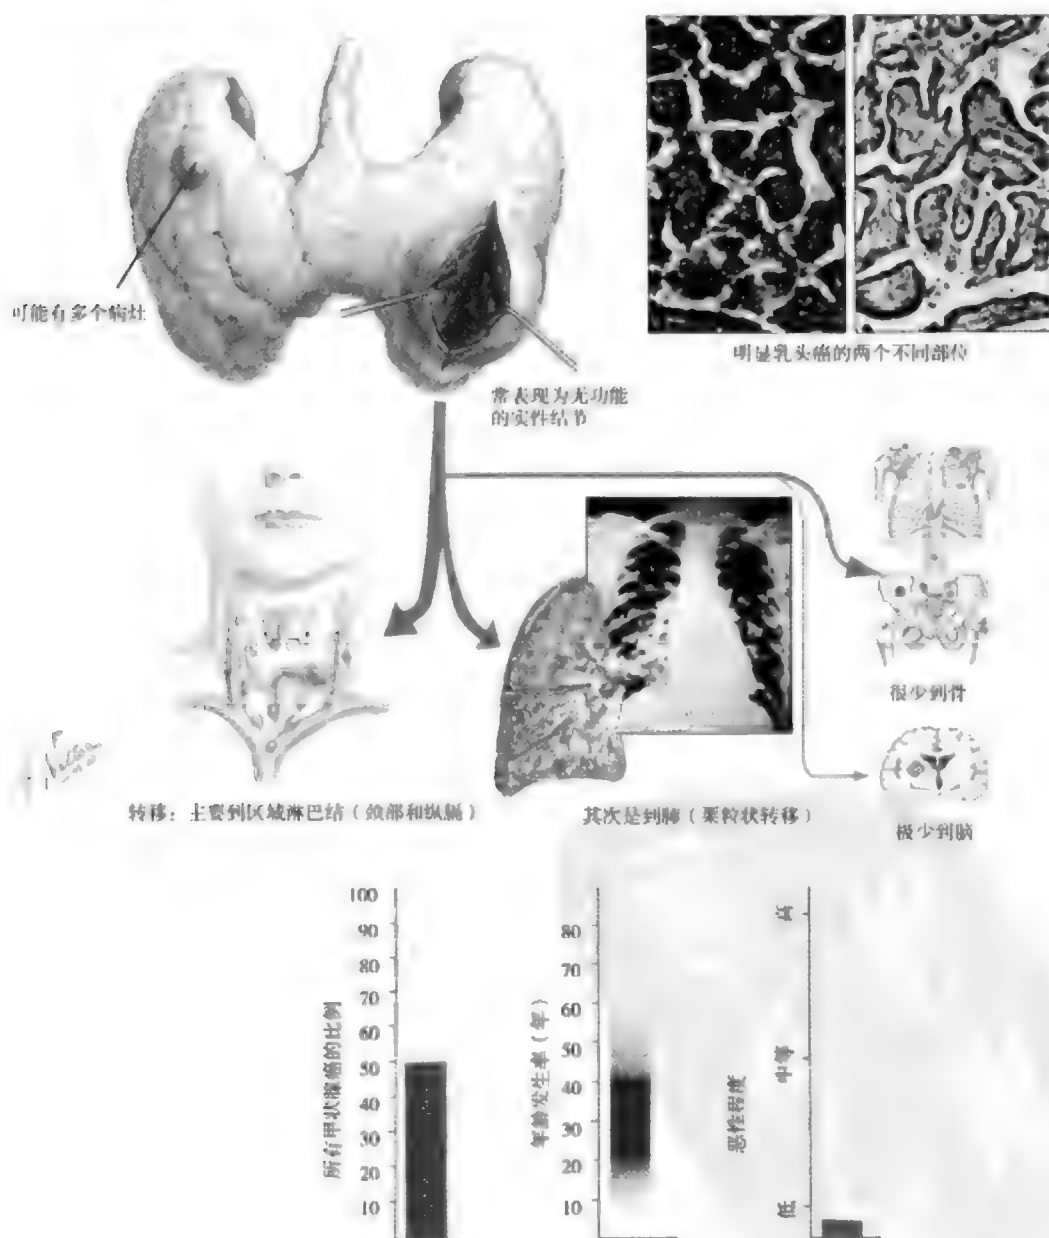 可能有多个病灶
明显乳头癌的两个不同部位
常表现为无功能
的实性结节
很少到骨
转移:主要到区域淋巴结(颈部和纵膈)
其次是到肺(粟粒状转移)
极少到脑
所有甲状腺癌的比例
100
90
80
70
60
50
40
30
20
10
年龄发生率(年)
80
70
60
50
40
30
20
10
恶性程度
高
中等
低